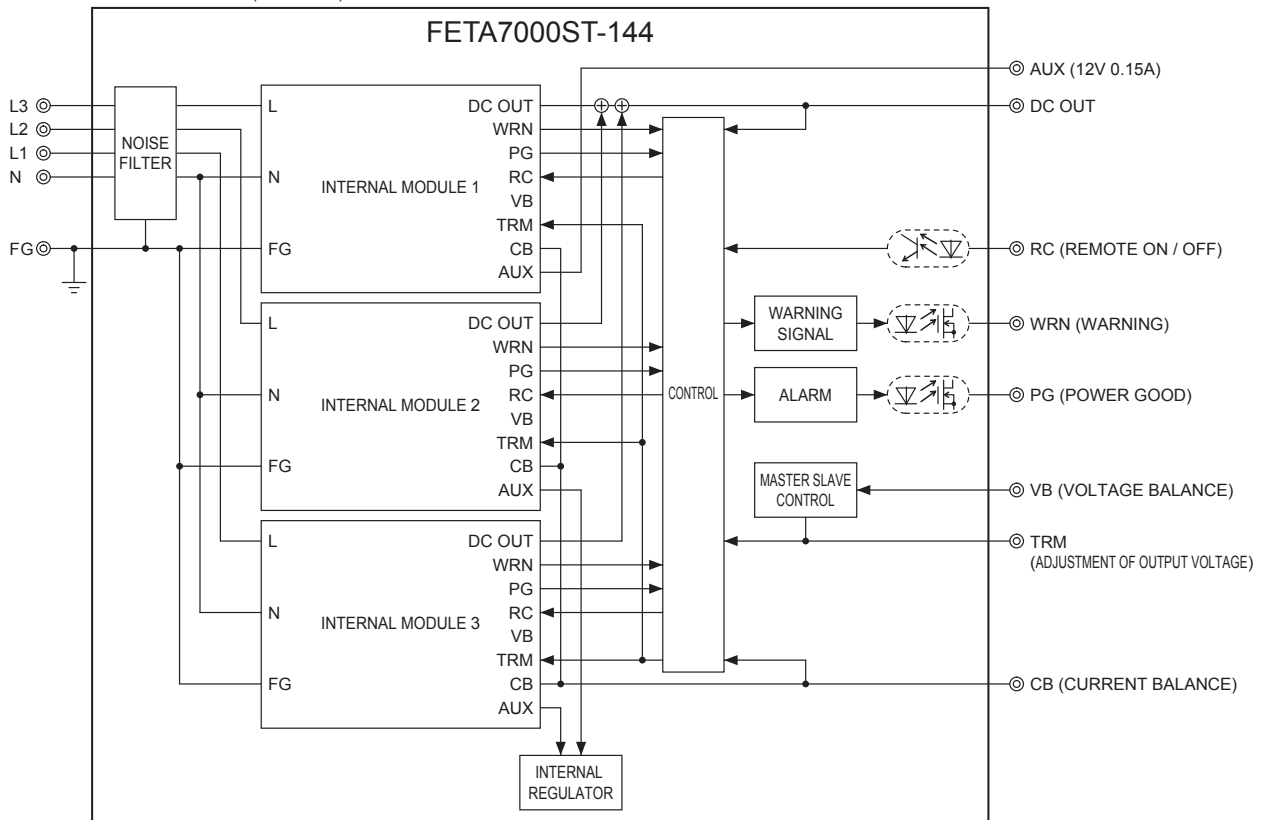 FETA7000ST-144
AUX (12V 0.15A)
L3
L
DC OUT
DC OUT
L2
WRN
L1
NOISE
FILTER
PG
N
N
INTERNAL MODULE 1
RC
VB
TRM
FG
FG
CB
RC (REMOTE ON / OFF)
AUX
L
DC OUT
WARNING
SIGNAL
WRN (WARNING)
WRN
PG
N
INTERNAL MODULE 2
RC
CONTROL
ALARM
PG (POWER GOOD)
VB
TRM
FG
CB
AUX
MASTER SLAVE
CONTROL
VB (VOLTAGE BALANCE)
L
DC OUT
TRM
(ADJUSTMENT OF OUTPUT VOLTAGE)
WRN
PG
N
INTERNAL MODULE 3
RC
VB
TRM
FG
CB
CB (CURRENT BALANCE)
AUX
INTERNAL
REGULATOR